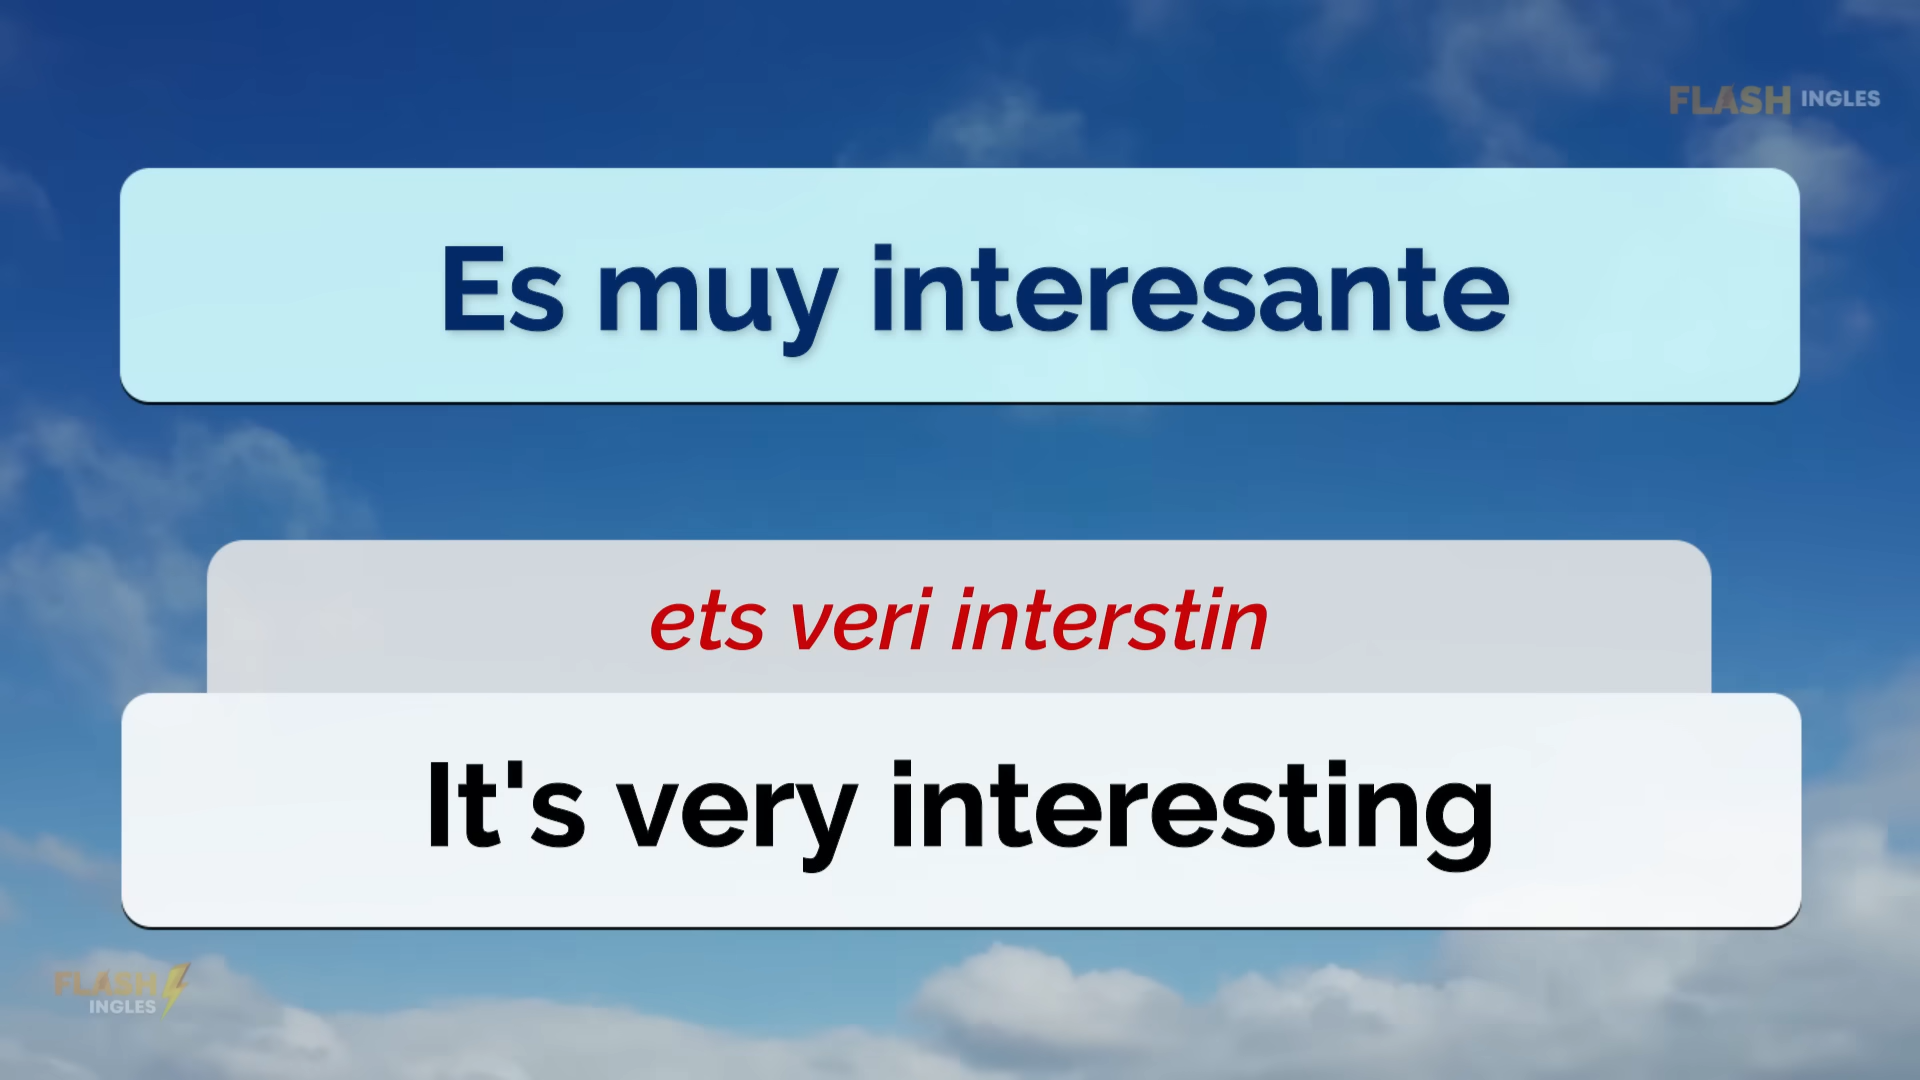 FLASH INGLES
Es muy interesante
ets veri interstin
It's very interesting
FLASH
INGLES